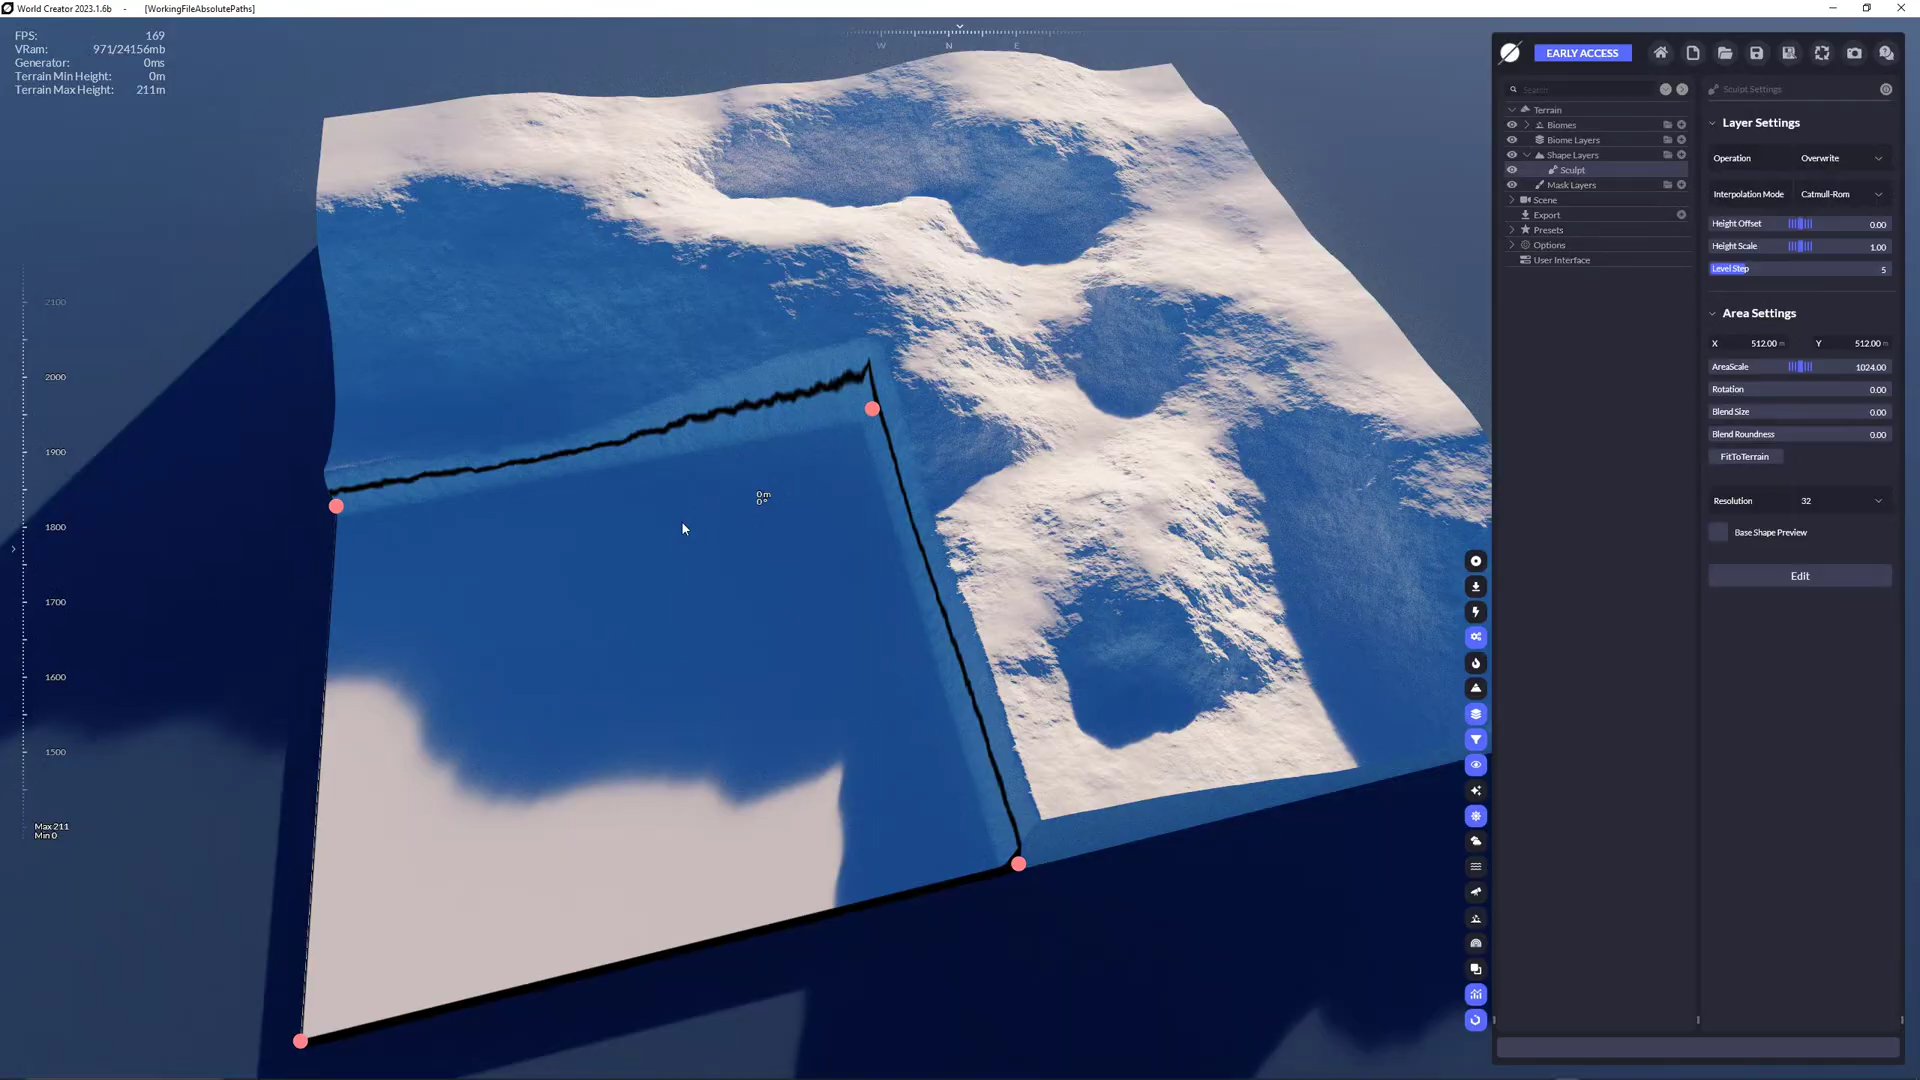 World Creator 2023.1.6b - [WorkingFileAbsolutePaths]
FPS: 169
VRam: 971/24156mb
Generator: 0ms
Terrain Min Height: 0m
Terrain Max Height: 211m
W N E
2100
2000
1900
1800
1700
1600
1500
Max 211
Min 0
0 m
0 °
EARLY ACCESS
Search
Terrain
Biomes
Biome Layers
Shape Layers
Sculpt
Mask Layers
Scene
Export
Presets
Options
User Interface
Sculpt Settings
Layer Settings
Operation Overwrite
Interpolation Mode Catmull-Rom
Height Offset 0.00
Height Scale 1.00
Level Step 5
Area Settings
X 512.00 m Y 512.00 m
AreaScale 1024.00
Rotation 0.00
Blend Size 0.00
Blend Roundness 0.00
FitToTerrain
Resolution 32
Base Shape Preview
Edit